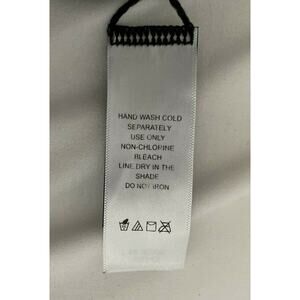 HAND WASH COLD
SEPARATELY
USE ONLY
NON-CHLORINE
BLEACH
LINE DRY IN THE
SHADE
DO NOT IRON